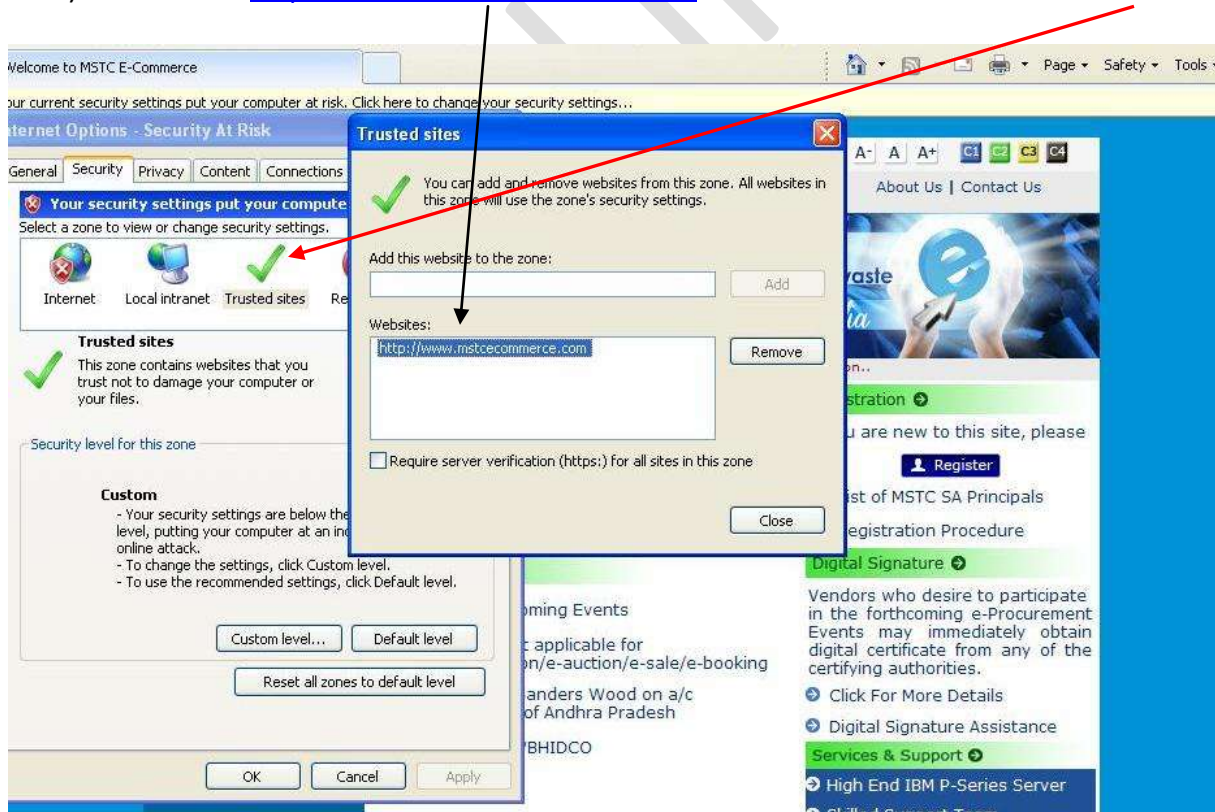 Welcome to MSTC E-Commerce
Page Safety Tools
our current security settings put your computer at risk. Click here to change your security settings...
Internet Options - Security At Risk
General Security Privacy Content Connections
Your security settings put your compute
Select a zone to view or change security settings.
Internet Local intranet Trusted sites Re
Trusted sites
This zone contains websites that you
trust not to damage your computer or
your files.
Security level for this zone
Custom
- Your security settings are below the
level, putting your computer at an inc
online attack.
- To change the settings, click Custom level.
- To use the recommended settings, click Default level.
Custom level... Default level
Reset all zones to default level
OK Cancel Apply
Trusted sites
You can add and remove websites from this zone. All websites in
this zone will use the zone's security settings.
Add this website to the zone:
Add
Websites:
http://www.mstcecommerce.com
Remove
Require server verification (https:) for all sites in this zone
Close
oming Events
t applicable for
on/e-auction/e-sale/e-booking
anders Wood on a/c
of Andhra Pradesh
/BHIDCO
A- A A+ C1 C2 C3 C4
About Us | Contact Us
waste
ia
on..
stration
u are new to this site, please
Register
ist of MSTC SA Principals
egistration Procedure
Digital Signature
Vendors who desire to participate
in the forthcoming e-Procurement
Events may immediately obtain
digital certificate from any of the
certifying authorities.
Click For More Details
Digital Signature Assistance
Services & Support
High End IBM P-Series Server